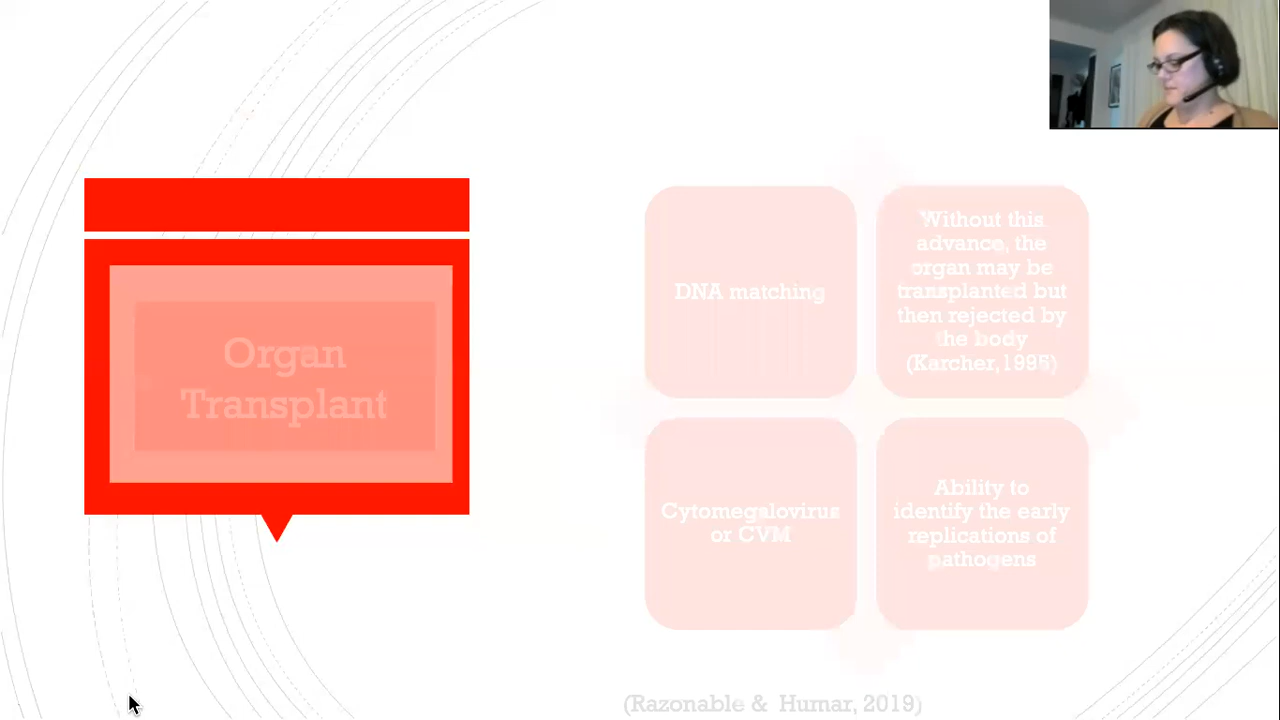 Organ
Transplant
DNA matching
Without this
advance, the
organ may be
transplanted but
then rejected by
the body
(Karcher,1995)
Cytomegalovirus
or CVM
Ability to
identify the early
replications of
pathogens
(Razonable & Humar, 2019)